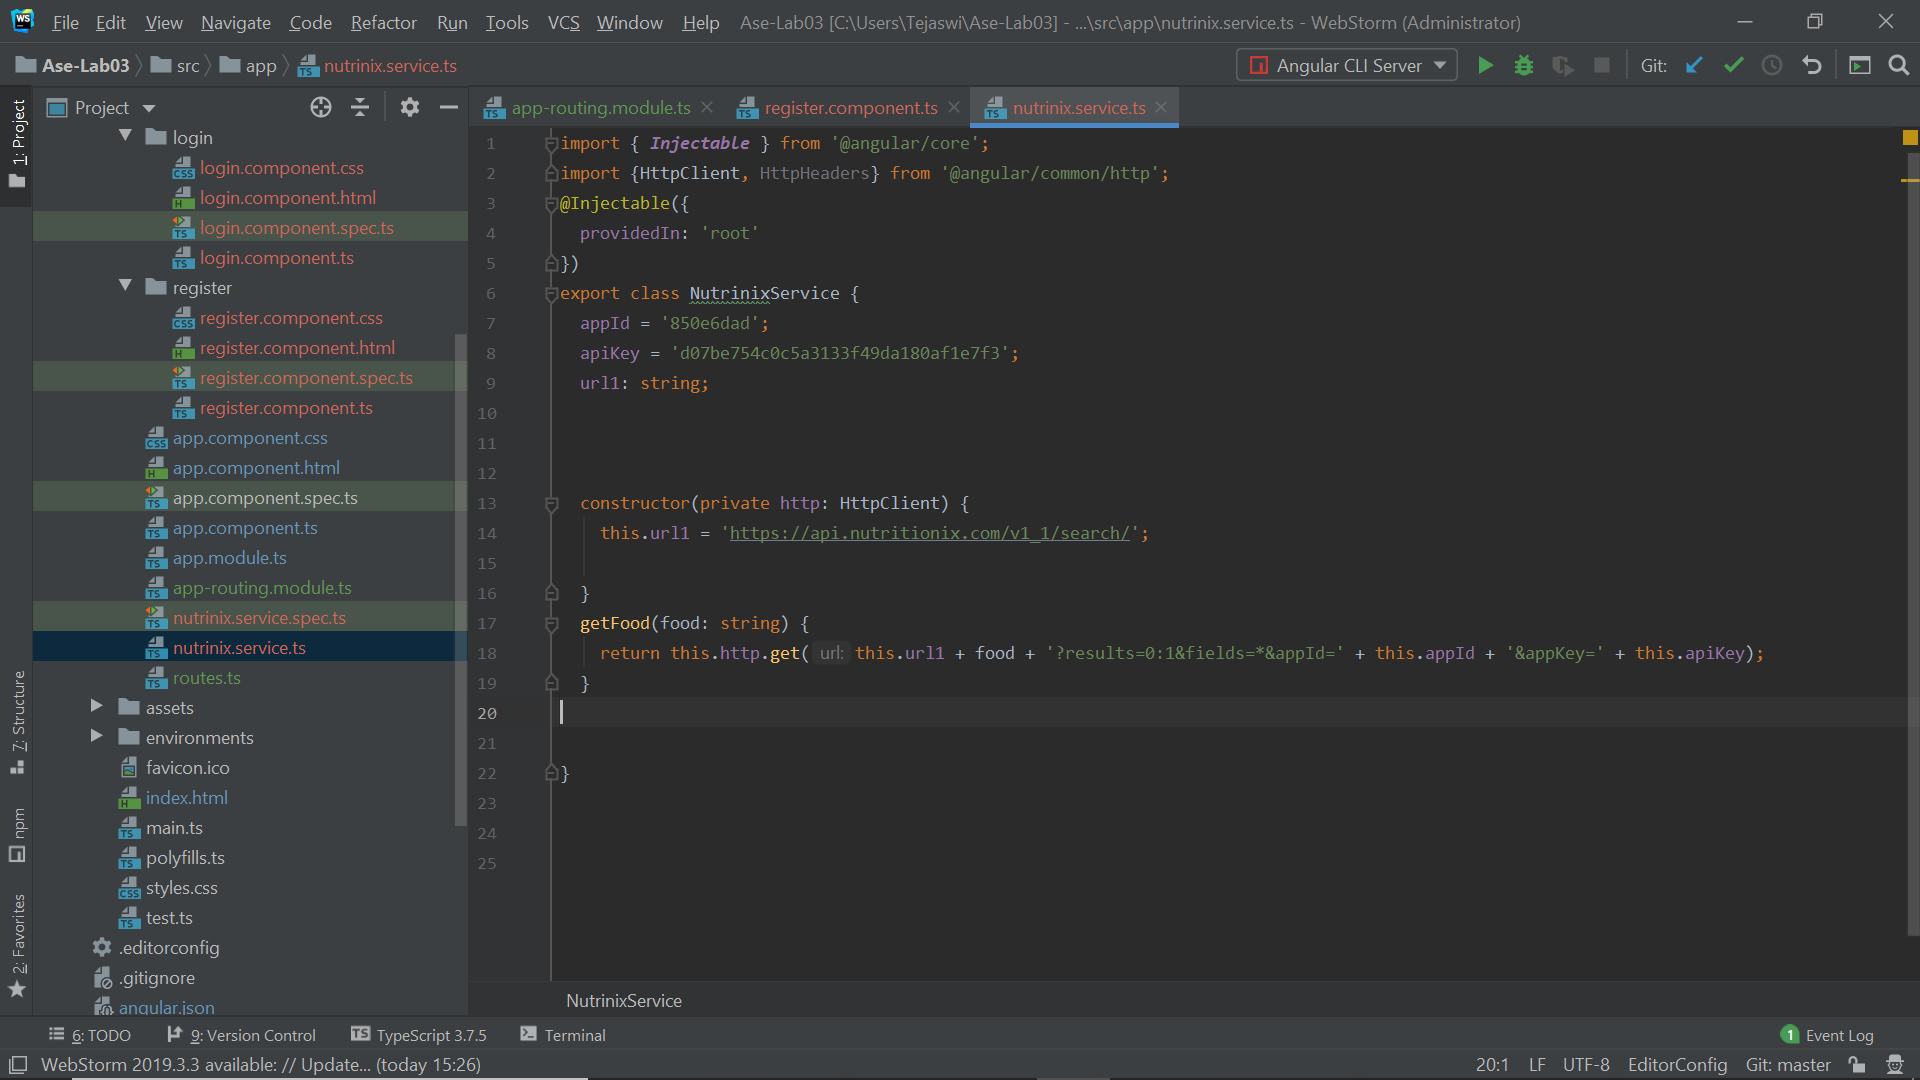 File Edit View Navigate Code Refactor Run Tools VCS Window Help Ase-Lab03 [C:\Users\Tejaswi\Ase-Lab03] - ...\src\app\nutrinix.service.ts - WebStorm (Administrator)
Ase-Lab03 src app nutrinix.service.ts Angular CLI Server Git:
Project
app-routing.module.ts register.component.ts nutrinix.service.ts
1: Project
7: Structure
npm
2: Favorites
login
login.component.css
login.component.html
login.component.spec.ts
login.component.ts
register
register.component.css
register.component.html
register.component.spec.ts
register.component.ts
app.component.css
app.component.html
app.component.spec.ts
app.component.ts
app.module.ts
app-routing.module.ts
nutrinix.service.spec.ts
nutrinix.service.ts
routes.ts
assets
environments
favicon.ico
index.html
main.ts
polyfills.ts
styles.css
test.ts
.editorconfig
.gitignore
angular.json
1 import { Injectable } from '@angular/core';
2 import {HttpClient, HttpHeaders} from '@angular/common/http';
3 @Injectable({
4 providedIn: 'root'
5 })
6 export class NutrinixService {
7 appId = '850e6dad';
8 apiKey = 'd07be754c0c5a3133f49da180af1e7f3';
9 url1: string;
10
11
12
13 constructor(private http: HttpClient) {
14 this.url1 = 'https://api.nutritionix.com/v1_1/search/';
15
16 }
17 getFood(food: string) {
18 return this.http.get( url: this.url1 + food + '?results=0:1&fields=*&appId=' + this.appId + '&appKey=' + this.apiKey);
19 }
20
21
22 }
23
24
25
NutrinixService
6: TODO 9: Version Control TypeScript 3.7.5 Terminal 1 Event Log
WebStorm 2019.3.3 available: // Update... (today 15:26) 20:1 LF UTF-8 EditorConfig Git: master